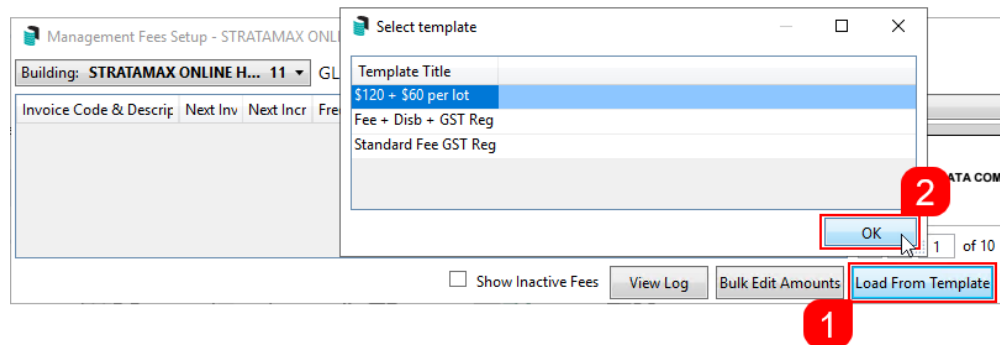 Management Fees Setup - STRATAMAX ONLI
Select template
Building: STRATAMAX ONLINE H... 11
GL
Template Title
$120 + $60 per lot
Invoice Code & Descrip Next Inv Next Incr Fre
Fee + Disb + GST Reg
Standard Fee GST Reg
ATA COM
2
OK
1 of 10
Show Inactive Fees View Log Bulk Edit Amounts Load From Template
1